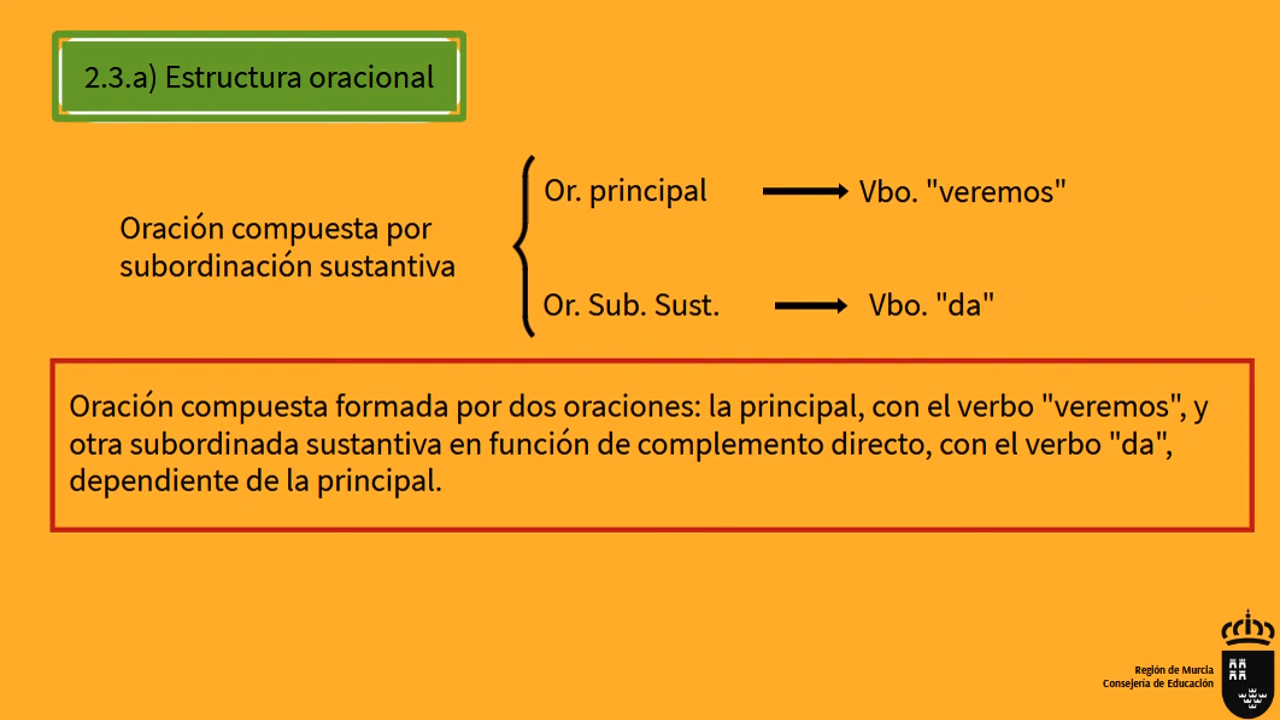 2.3.a) Estructura oracional
Or. principal
Vbo. "veremos"
Oración compuesta por
subordinación sustantiva
Or. Sub. Sust.
Vbo. "da"
Oración compuesta formada por dos oraciones: la principal, con el verbo "veremos", y
otra subordinada sustantiva en función de complemento directo, con el verbo "da",
dependiente de la principal.
Región de Murcia
Consejería de Educación